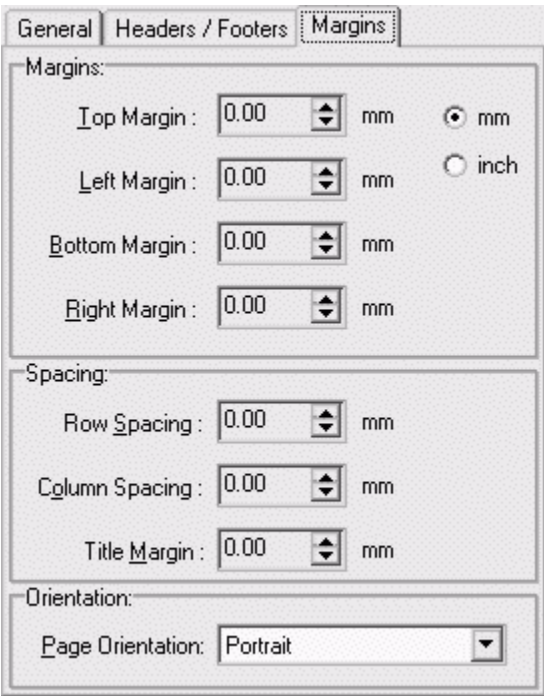 General Headers / Footers Margins
Margins:
Top Margin : 0.00 mm mm
Left Margin : 0.00 mm inch
Bottom Margin : 0.00 mm
Right Margin : 0.00 mm
Spacing:
Row Spacing : 0.00 mm
Column Spacing : 0.00 mm
Title Margin : 0.00 mm
Orientation:
Page Orientation: Portrait